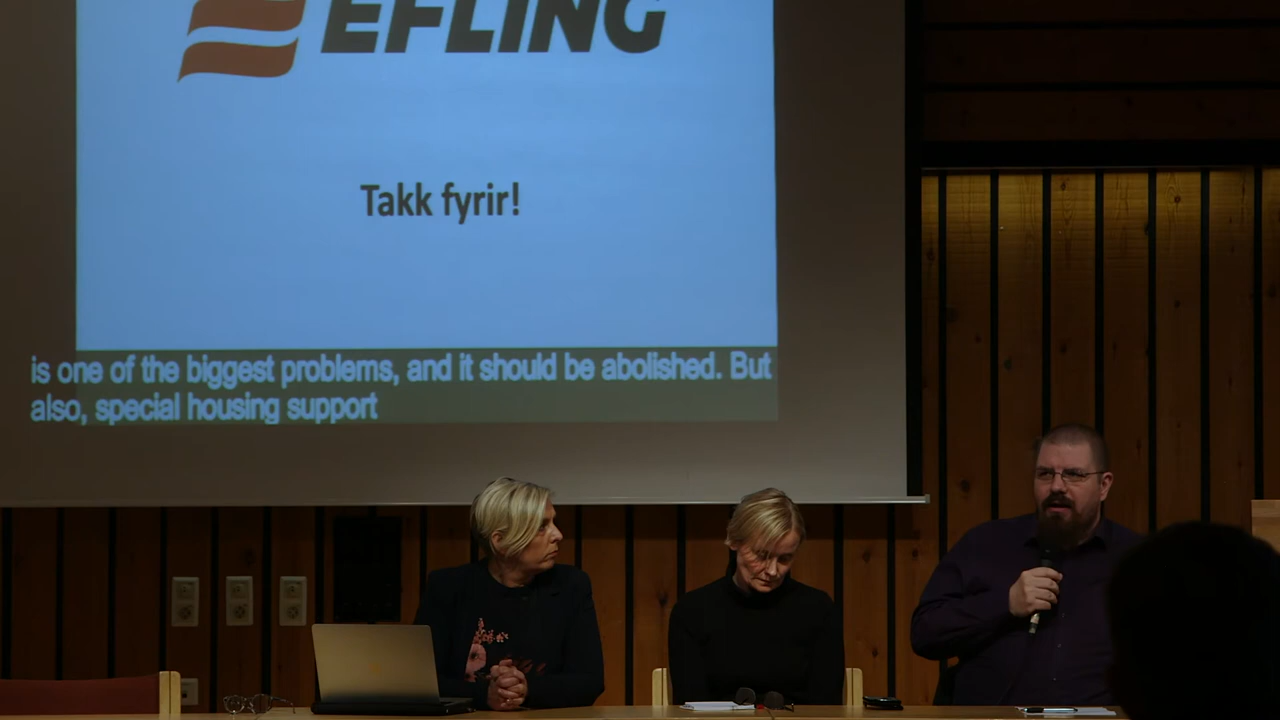 EFLING
Takk fyrir!
is one of the biggest problems, and it should be abolished. But
also, special housing support